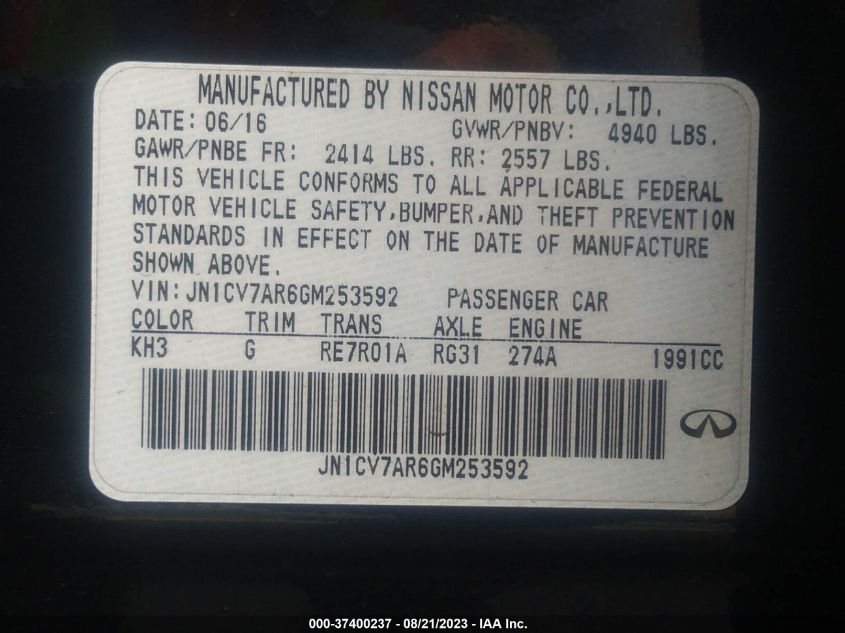 MANUFACTURED BY NISSAN MOTOR CO.,LTD.
DATE: 06/16 GVWR/PNBV: 4940 LBS.
GAWR/PNBE FR: 2414 LBS. RR: 2557 LBS.
THIS VEHICLE CONFORMS TO ALL APPLICABLE FEDERAL
MOTOR VEHICLE SAFETY,BUMPER,AND THEFT PREVENTION
STANDARDS IN EFFECT ON THE DATE OF MANUFACTURE
SHOWN ABOVE.
VIN: JN1CV7AR6GM253592 PASSENGER CAR
COLOR TRIM TRANS AXLE ENGINE
KH3 G RE7R01A RG31 274A 1991CC
JN1CV7AR6GM253592
000-37400237 - 08/21/2023 - IAA Inc.